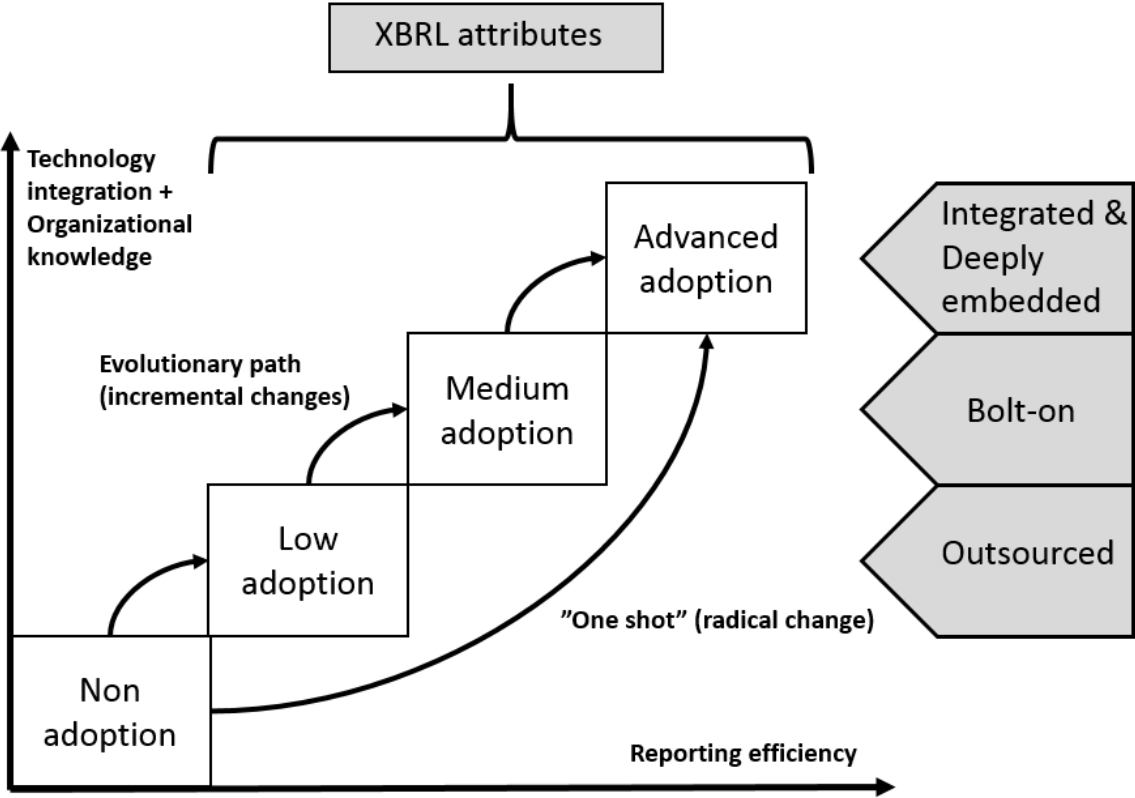 XBRL attributes
Technology
integration +
Organizational
knowledge
Advanced
adoption
Integrated &
Deeply
embedded
Evolutionary path
(incremental changes)
Medium
adoption
Bolt-on
Low
adoption
Outsourced
”One shot” (radical change)
Non
adoption
Reporting efficiency